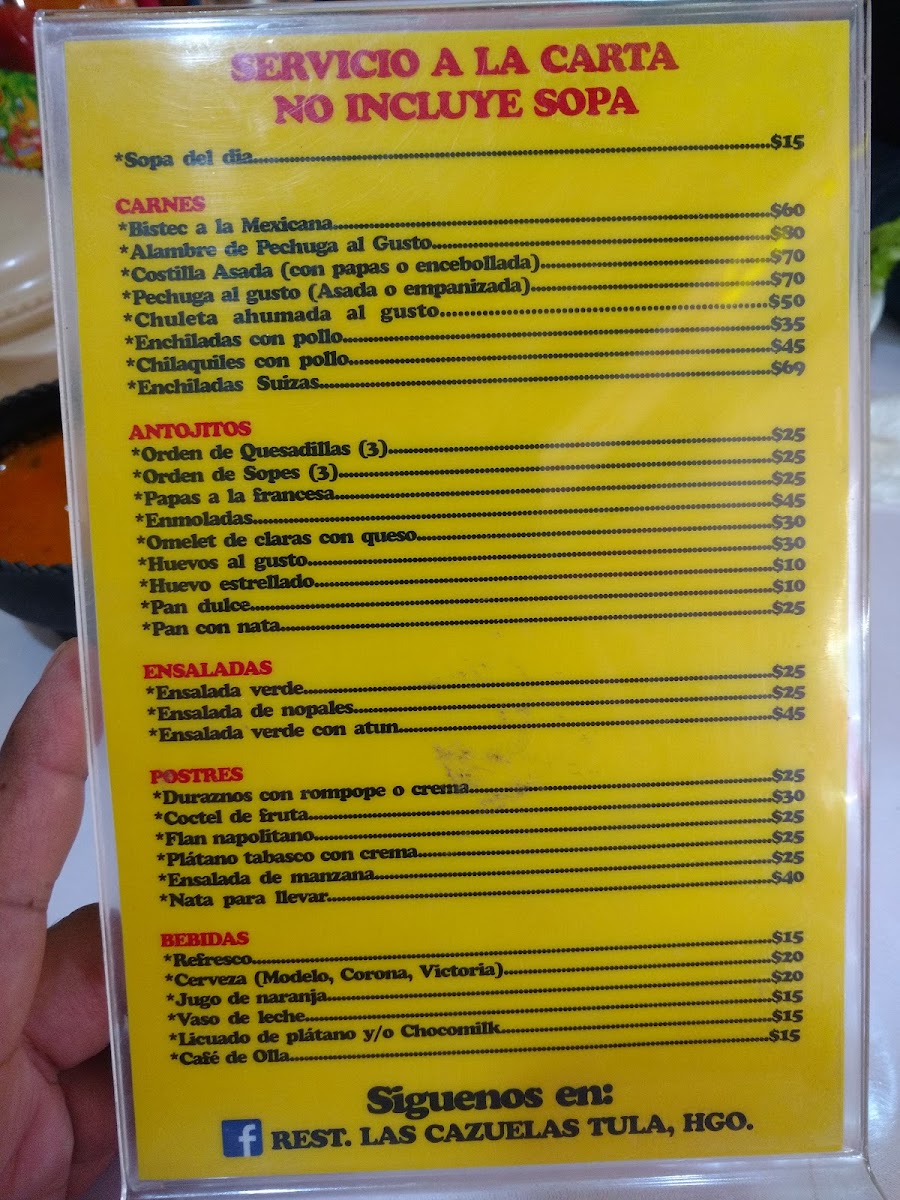 SERVICIO A LA CARTA
NO INCLUYE SOPA
*Sopa del dia...$15
CARNES
*Bistec a la Mexicana...$60
*Alambre de Pechuga al Gusto...$80
*Costilla Asada (con papas o encebollada)...$70
*Pechuga al gusto (Asada o empanizada)...$70
*Chuleta ahumada al gusto...$50
*Enchiladas con pollo...$35
*Chilaquiles con pollo...$45
*Enchiladas Suizas...$69
ANTOJITOS
*Orden de Quesadillas (3)...$25
*Orden de Sopes (3)...$25
*Papas a la francesa...$25
*Enmoladas...$45
*Omelet de claras con queso...$30
*Huevos al gusto...$30
*Huevo estrellado...$10
*Pan dulce...$10
*Pan con nata...$25
ENSALADAS
*Ensalada verde...$25
*Ensalada de nopales...$25
*Ensalada verde con atun...$45
POSTRES
*Duraznos con rompope o crema...$25
*Coctel de fruta...$30
*Flan napolitano...$25
*Plátano tabasco con crema...$25
*Ensalada de manzana...$25
*Nata para llevar...$40
BEBIDAS
*Refresco...$15
*Cerveza (Modelo, Corona, Victoria)...$20
*Jugo de naranja...$20
*Vaso de leche...$15
*Licuado de plátano y/o Chocomilk...$15
*Café de Olla...$15
Síguenos en:
f REST. LAS CAZUELAS TULA, HGO.